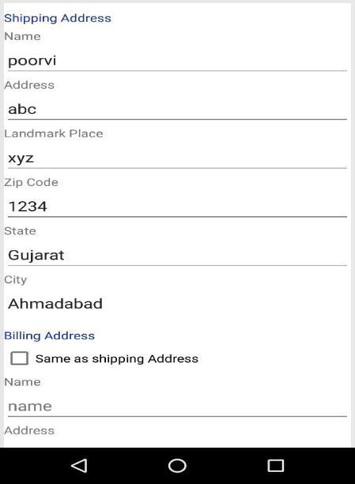 Shipping Address
Name
poorvi
Address
abc
Landmark Place
xyz
Zip Code
1234
State
Gujarat
City
Ahmadabad
Billing Address
Same as shipping Address
Name
name
Address